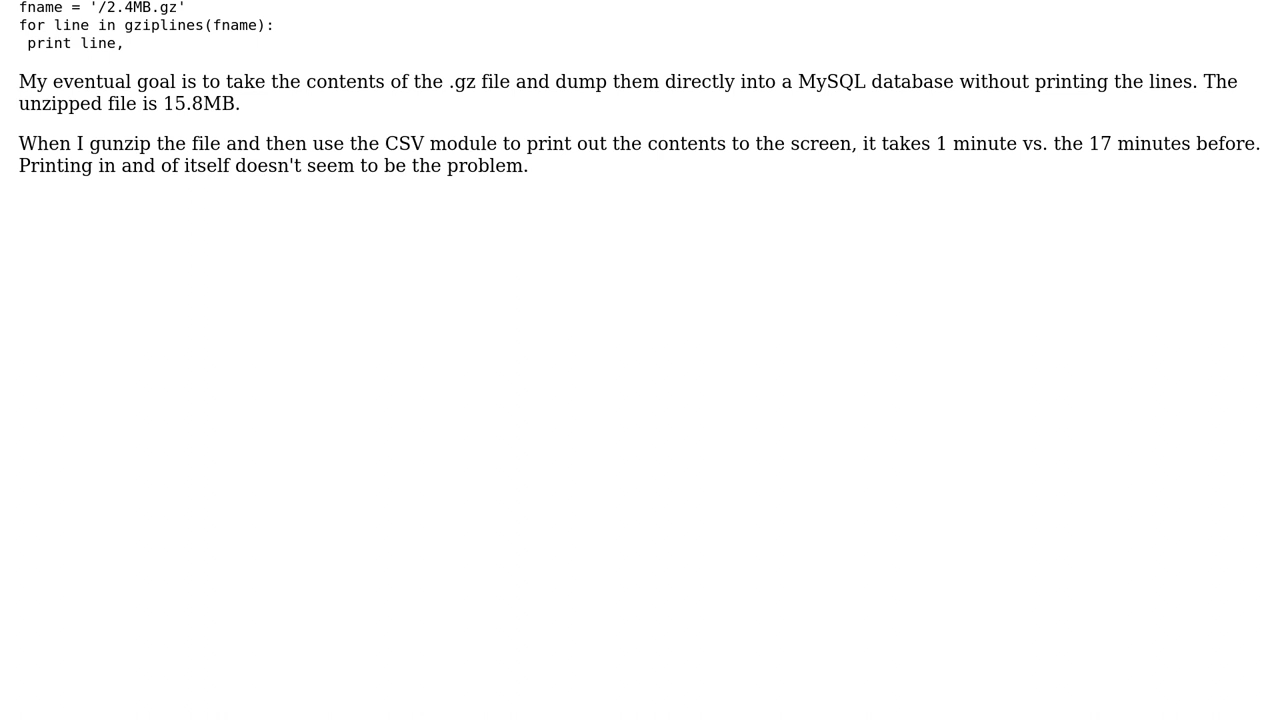 fname = '/2.4MB.gz'
for line in gziplines(fname):
 print line,
My eventual goal is to take the contents of the .gz file and dump them directly into a MySQL database without printing the lines. The
unzipped file is 15.8MB.
When I gunzip the file and then use the CSV module to print out the contents to the screen, it takes 1 minute vs. the 17 minutes before.
Printing in and of itself doesn't seem to be the problem.